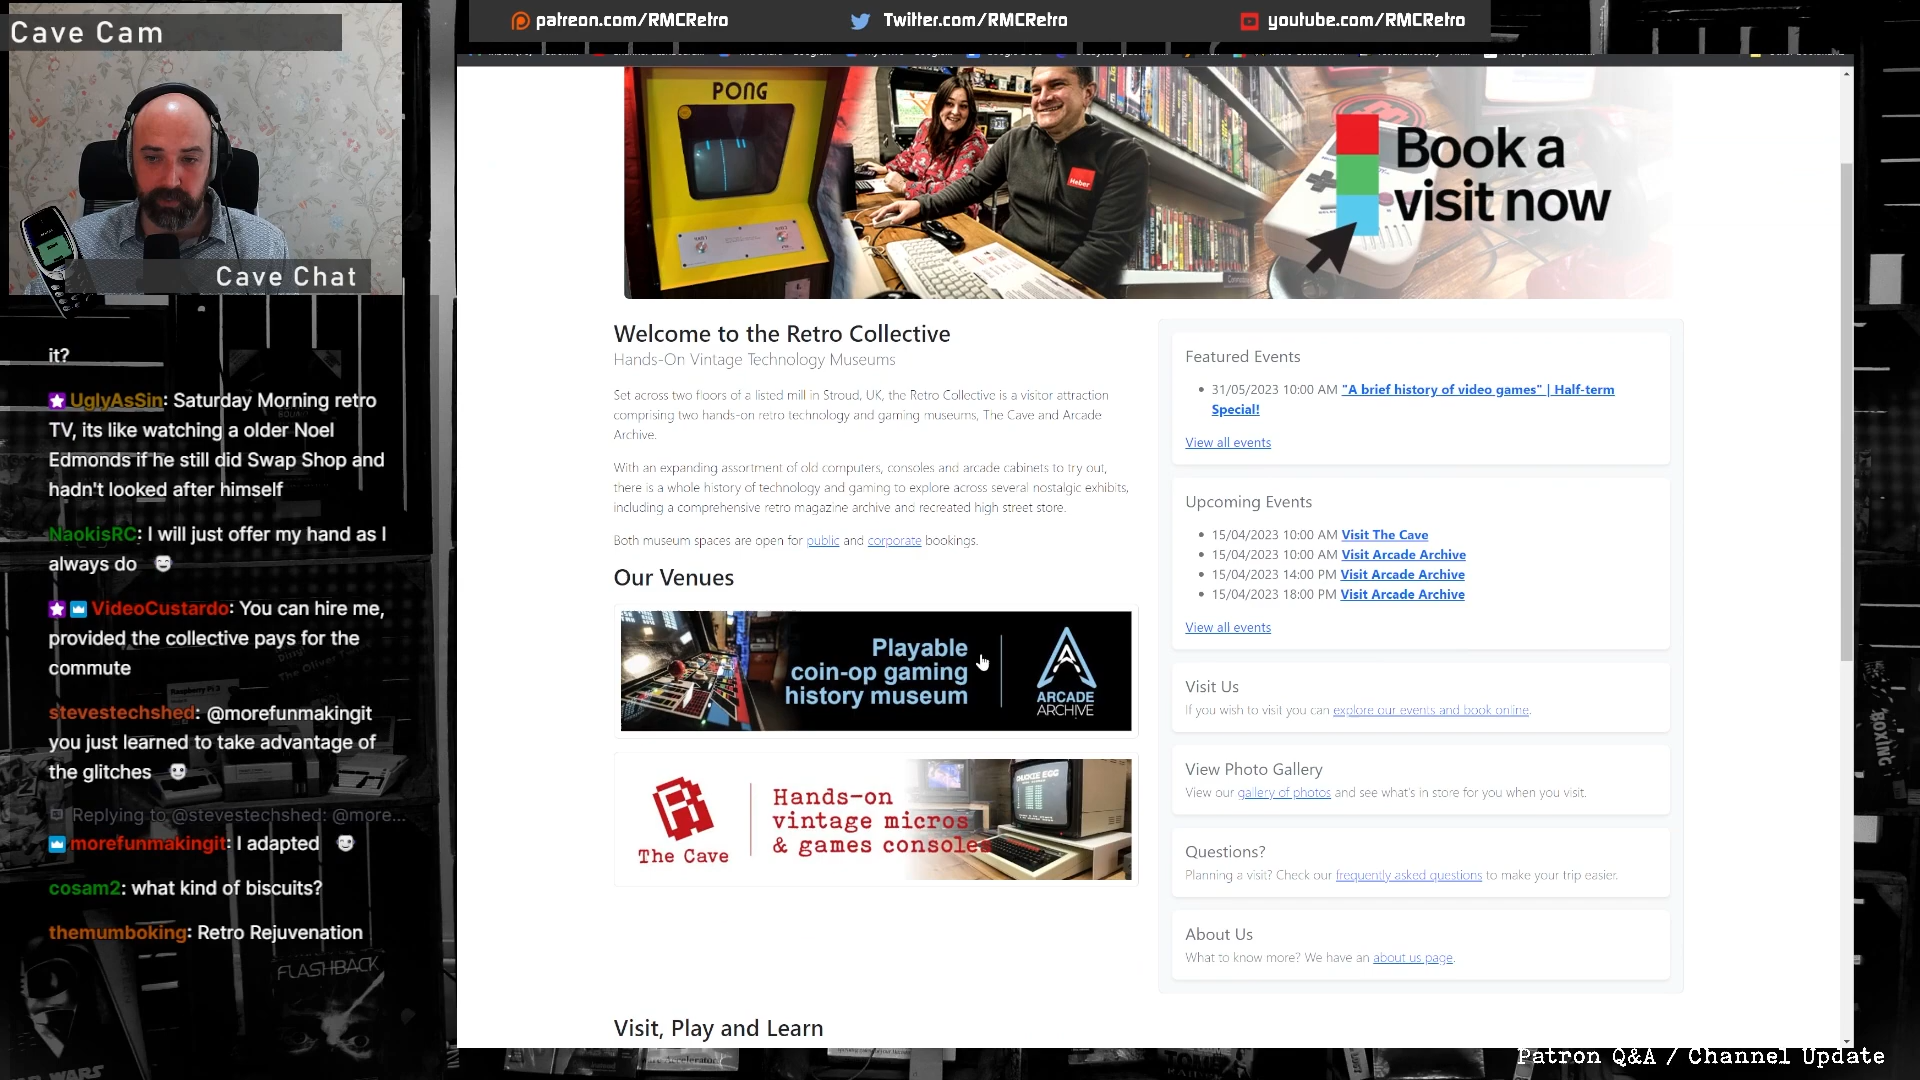 Cave Cam
patreon.com/RMCRetro
Twitter.com/RMCRetro
youtube.com/RMCRetro
Cave Chat
it?
UglyAsSin: Saturday Morning retro
TV, its like watching a older Noel
Edmonds if he still did Swap Shop and
hadn't looked after himself
NaokisRC: I will just offer my hand as I
always do
VideoCustardo: You can hire me,
provided the collective pays for the
commute
stevestechshed: @morefunmakingit
you just learned to take advantage of
the glitches
Replying to @stevestechshed: @more...
morefunmakingit: I adapted
cosam2: what kind of biscuits?
themumboking: Retro Rejuvenation
FLASHBACK
PONG
Heber
Book a
visit now
Welcome to the Retro Collective
Hands-On Vintage Technology Museums
Set across two floors of a listed mill in Stroud, UK, the Retro Collective is a visitor attraction
comprising two hands-on retro technology and gaming museums, The Cave and Arcade
Archive.
With an expanding assortment of old computers, consoles and arcade cabinets to try out,
there is a whole history of technology and gaming to explore across several nostalgic exhibits,
including a comprehensive retro magazine archive and recreated high street store.
Both museum spaces are open for public and corporate bookings.
Our Venues
Playable
coin-op gaming
history museum
ARCADE
ARCHIVE
The Cave
Hands-on
vintage micros
& games consoles
Visit, Play and Learn
Featured Events
31/05/2023 10:00 AM "A brief history of video games" | Half-term
Special!
View all events
Upcoming Events
15/04/2023 10:00 AM Visit The Cave
15/04/2023 10:00 AM Visit Arcade Archive
15/04/2023 14:00 PM Visit Arcade Archive
15/04/2023 18:00 PM Visit Arcade Archive
View all events
Visit Us
If you wish to visit you can explore our events and book online.
View Photo Gallery
View our gallery of photos and see what's in store for you when you visit.
Questions?
Planning a visit? Check our frequently asked questions to make your trip easier.
About Us
What to know more? We have an about us page.
BOXING
Patron Q&A / Channel Update